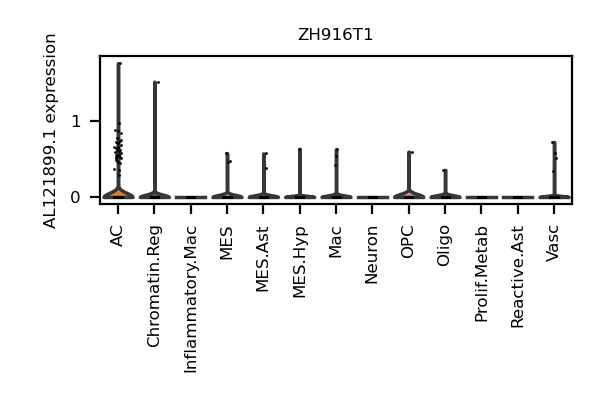 ZH916T1
AL121899.1 expression
1
0
AC
Chromatin.Reg
Inflammatory.Mac
MES
MES.Ast
MES.Hyp
Mac
Neuron
OPC
Oligo
Prolif.Metab
Reactive.Ast
Vasc